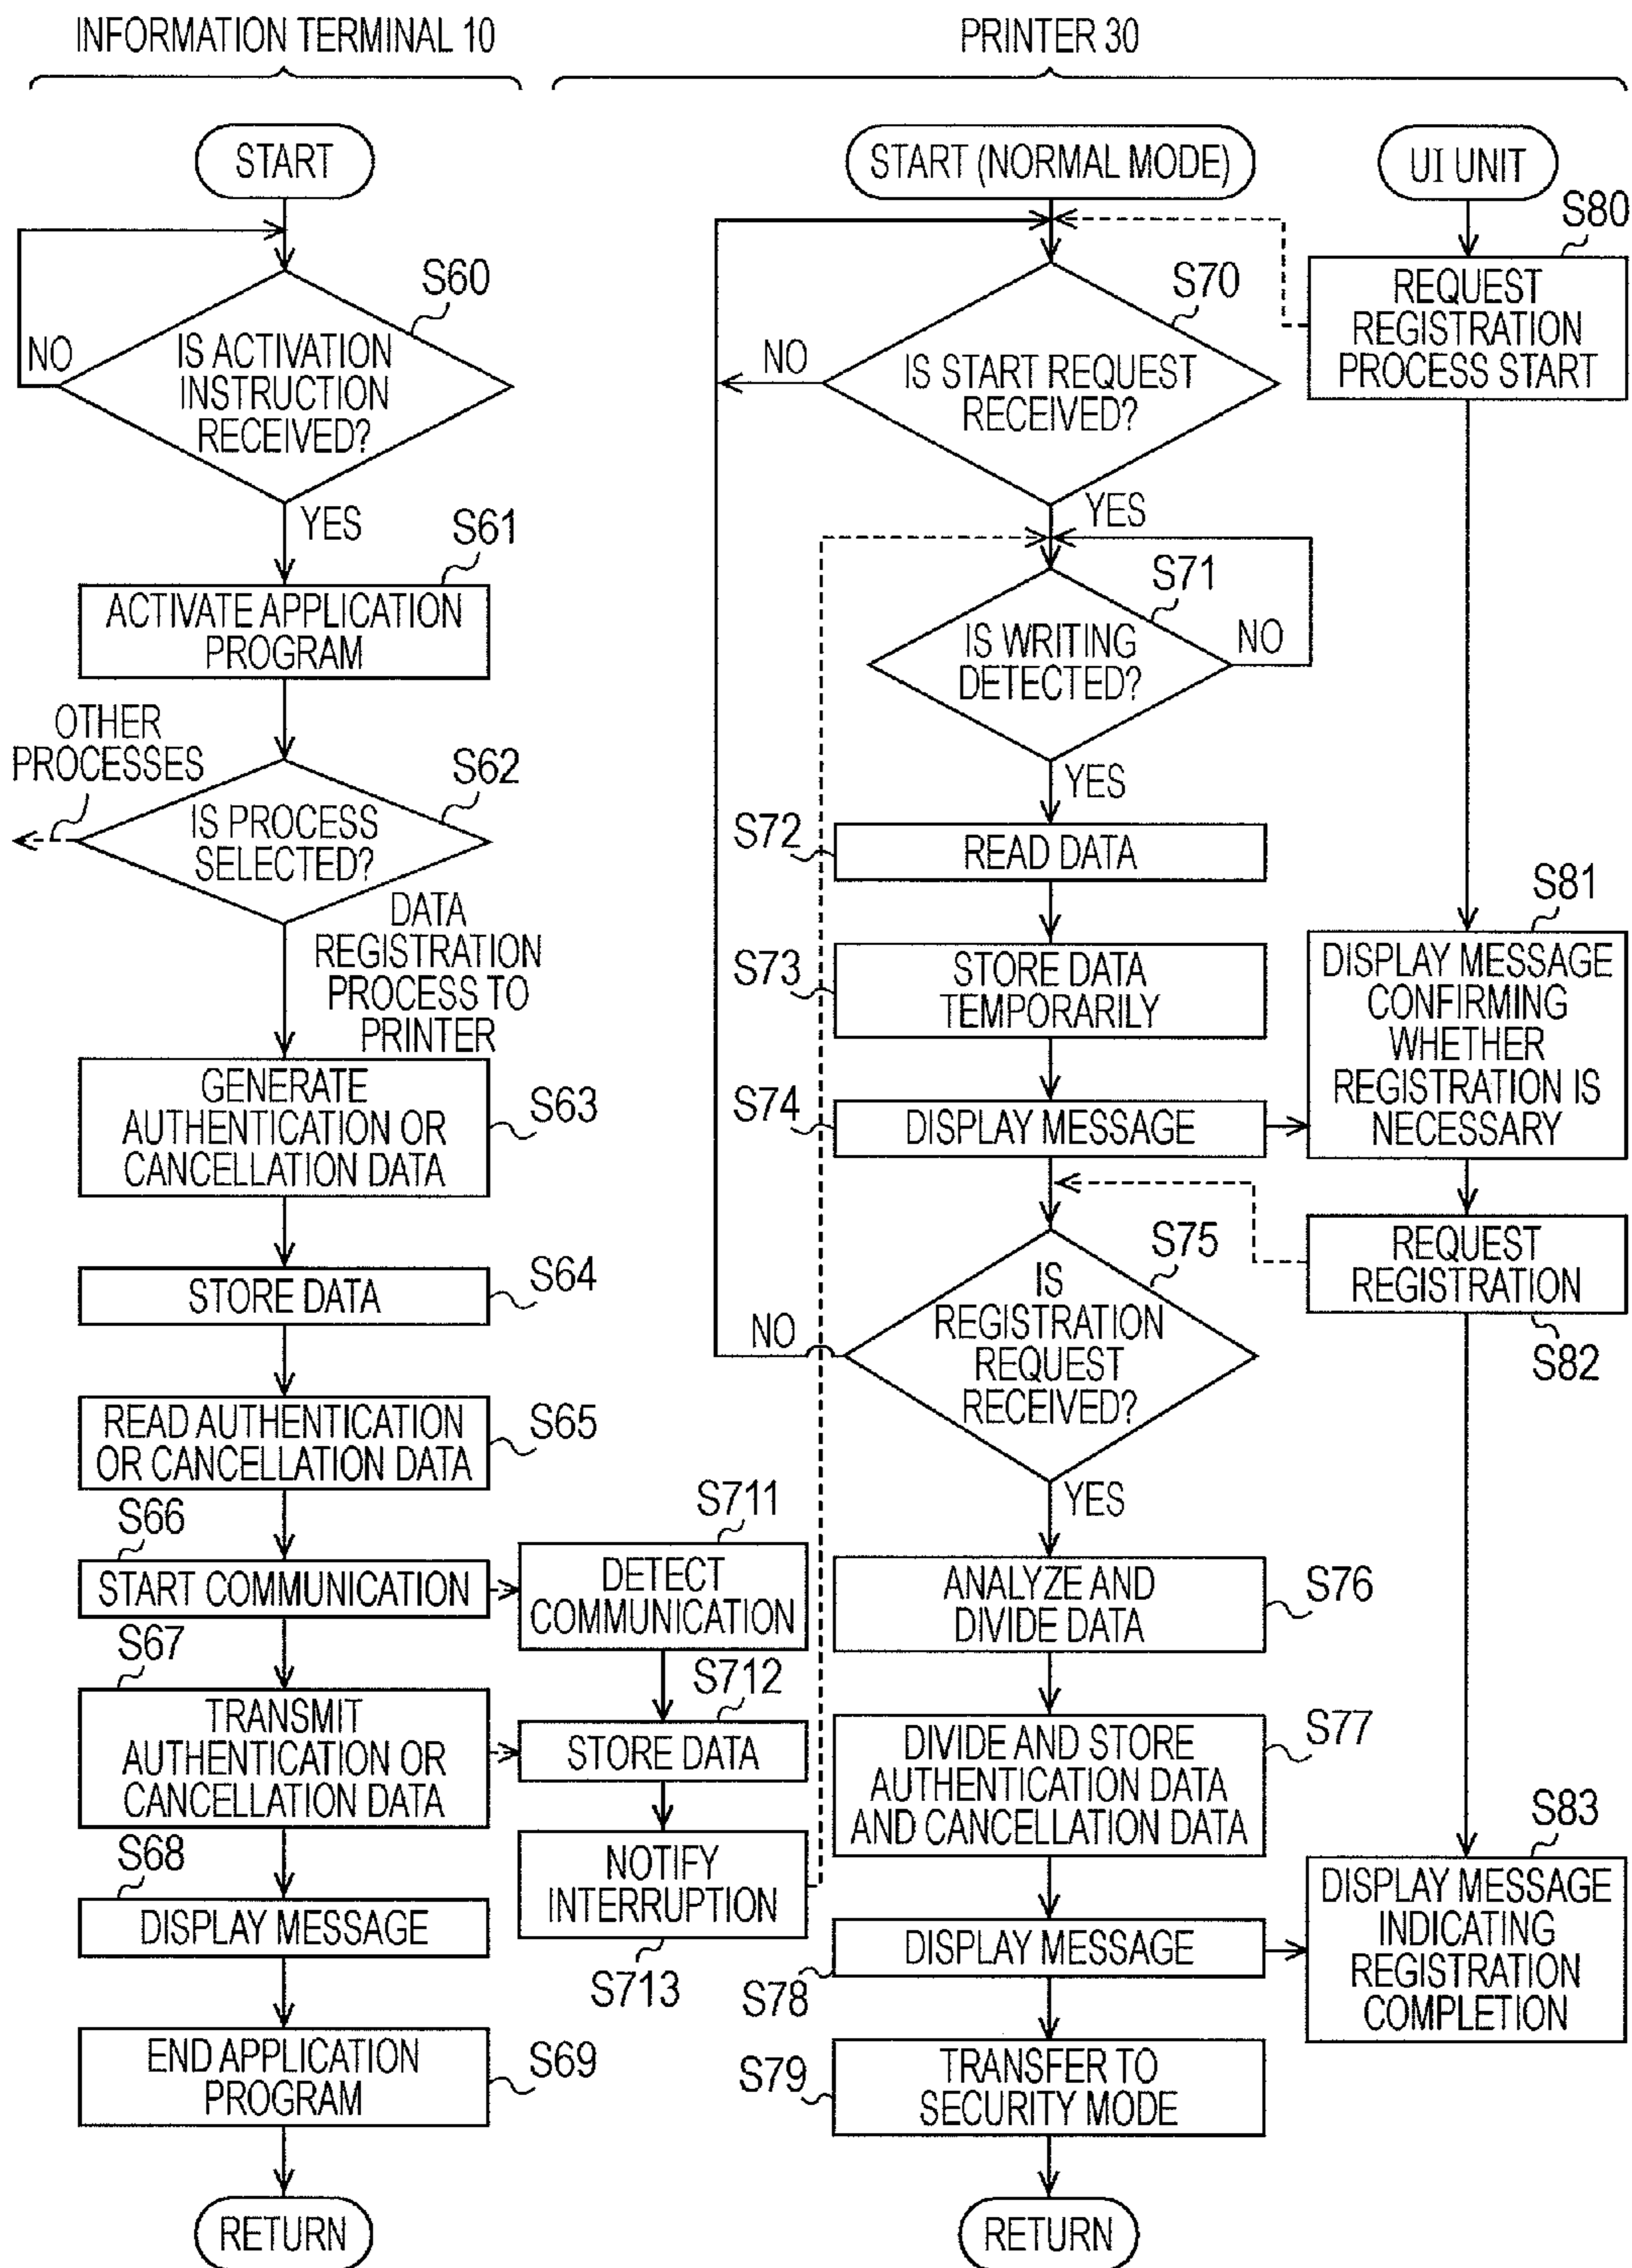 INFORMATION TERMINAL 10
START
S60
IS ACTIVATION
INSTRUCTION
RECEIVED?
NO
YES
S61
ACTIVATE APPLICATION
PROGRAM
OTHER
PROCESSES
S62
IS PROCESS
SELECTED?
DATA
REGISTRATION
PROCESS TO
PRINTER
GENERATE
AUTHENTICATION OR
CANCELLATION DATA
S63
STORE DATA
S64
READ AUTHENTICATION
OR CANCELLATION DATA
S65
S66
START COMMUNICATION
S67
TRANSMIT
AUTHENTICATION OR
CANCELLATION DATA
S68
DISPLAY MESSAGE
END APPLICATION
PROGRAM
S69
RETURN
PRINTER 30
S711
DETECT
COMMUNICATION
S712
STORE DATA
NOTIFY
INTERRUPTION
S713
START (NORMAL MODE)
S70
NO
IS START REQUEST
RECEIVED?
YES
S71
IS WRITING
DETECTED?
NO
YES
S72
READ DATA
S73
STORE DATA
TEMPORARILY
S74
DISPLAY MESSAGE
S75
IS
REGISTRATION
REQUEST
RECEIVED?
NO
YES
ANALYZE AND
DIVIDE DATA
S76
DIVIDE AND STORE
AUTHENTICATION DATA
AND CANCELLATION DATA
S77
DISPLAY MESSAGE
S78
S79
TRANSFER TO
SECURITY MODE
RETURN
UI UNIT
S80
REQUEST
REGISTRATION
PROCESS START
S81
DISPLAY MESSAGE
CONFIRMING
WHETHER
REGISTRATION IS
NECESSARY
REQUEST
REGISTRATION
S82
S83
DISPLAY MESSAGE
INDICATING
REGISTRATION
COMPLETION